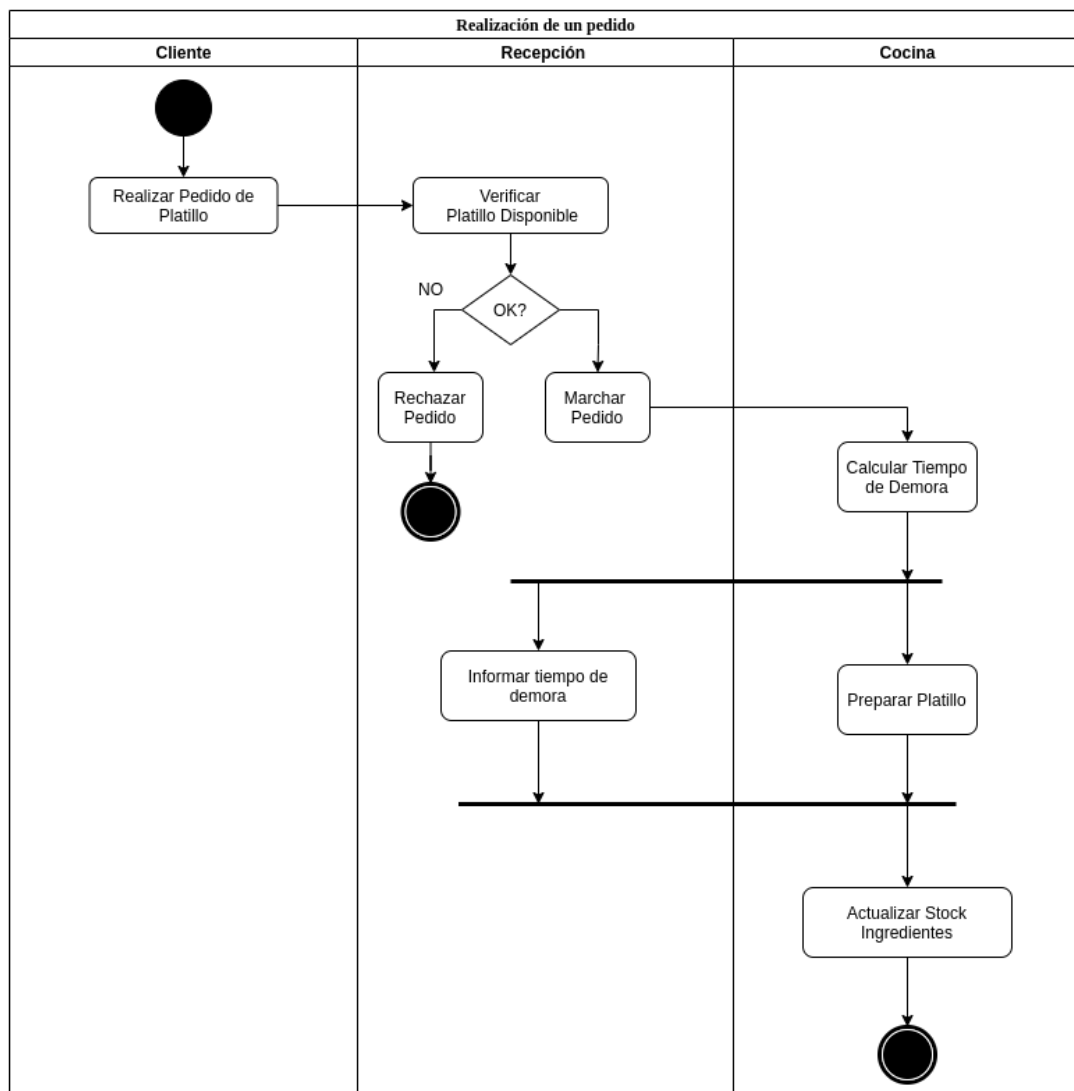 Realización de un pedido
Cliente
Recepción
Cocina
Realizar Pedido de
Platillo
Verificar
Platillo Disponible
NO
OK?
Rechazar
Pedido
Marchar
Pedido
Calcular Tiempo
de Demora
Informar tiempo de
demora
Preparar Platillo
Actualizar Stock
Ingredientes